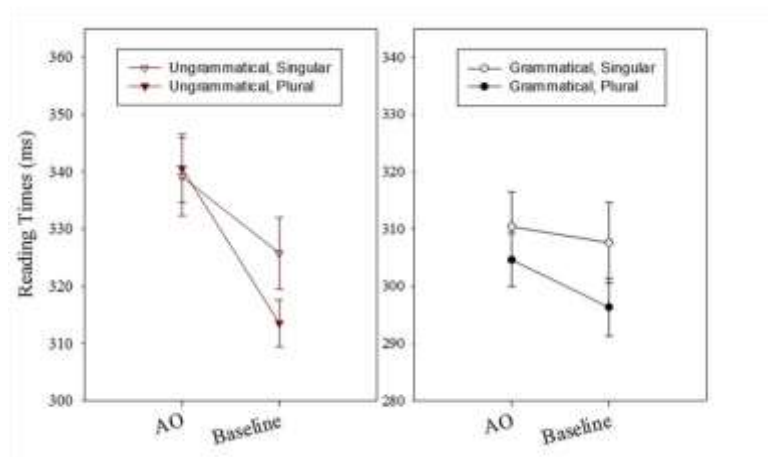 Ungrammatical, Singular
Ungrammatical, Plural
Grammatical, Singular
Grammatical, Plural
Reading Times (ms)
360
350
340
330
320
310
300
340
330
320
310
300
290
280
AO
Baseline
AO
Baseline